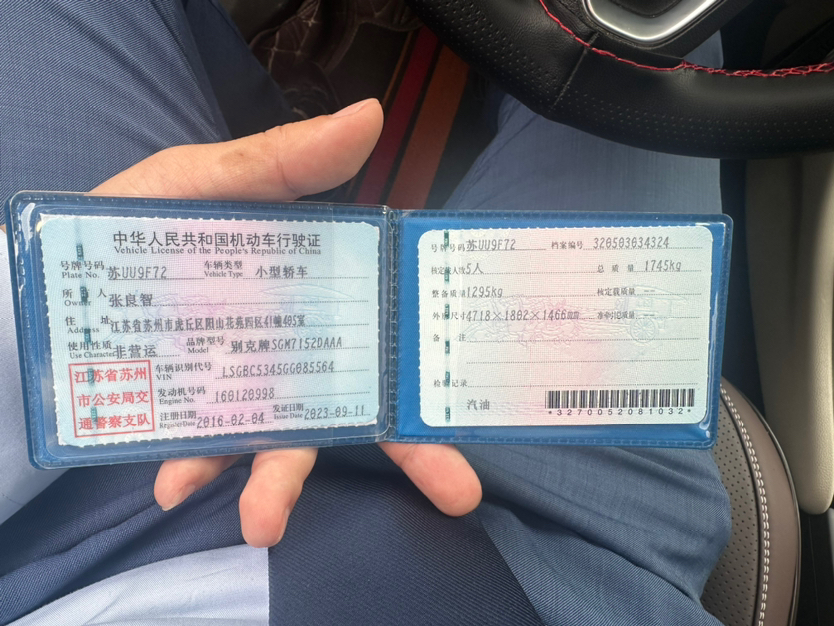 中华人民共和国机动车行驶证
Vehicle License of the People's Republic of China
号牌号码 苏UU9F72 车辆类型 小型轿车
Plate No. Vehicle Type
所有人 张良智
Owner
住址 江苏省苏州市虎丘区阳山花苑四区41幢405室
Address
使用性质 非营运 品牌型号 别克牌SGM7152DAAA
Use Character Model
江苏省苏州
市公安局交
通警察支队
车辆识别代号 LSGBC5345GG085564
VIN
发动机号码 160120998
Engine No.
注册日期 2016-02-04 发证日期 2023-09-11
Register Date Issue Date
号牌号码 苏UU9F72 档案编号 320503034324
核定载人数 5人 总质量 1745kg
整备质量 1295kg 核定载质量 --
外廓尺寸 4718×1802×1466mm 准牵引总质量 --
备注
检验记录
汽油
*3270052081032*